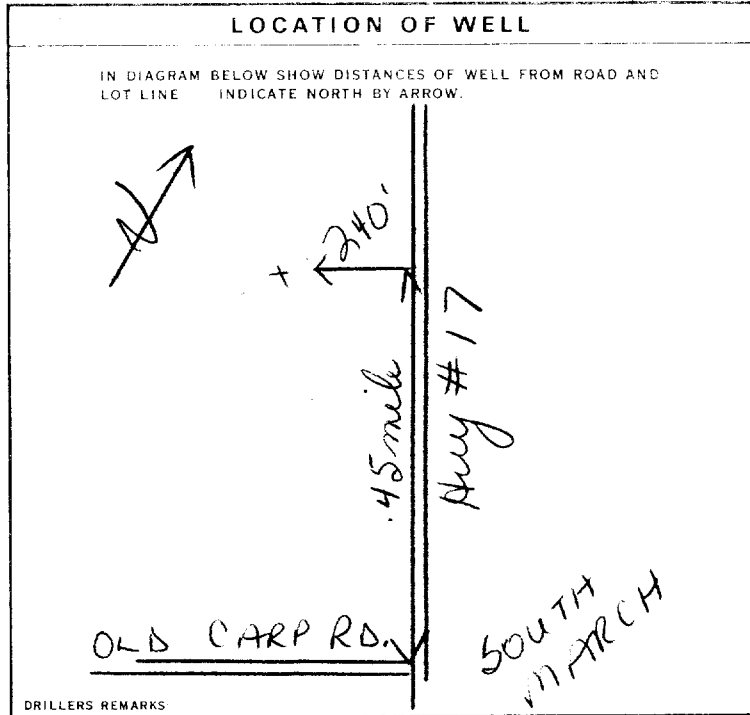 LOCATION OF WELL
IN DIAGRAM BELOW SHOW DISTANCES OF WELL FROM ROAD AND
LOT LINE INDICATE NORTH BY ARROW.
N
240'
.45 mile
Hwy #17
OLD CARP RD.
SOUTH
MARCH
DRILLERS REMARKS